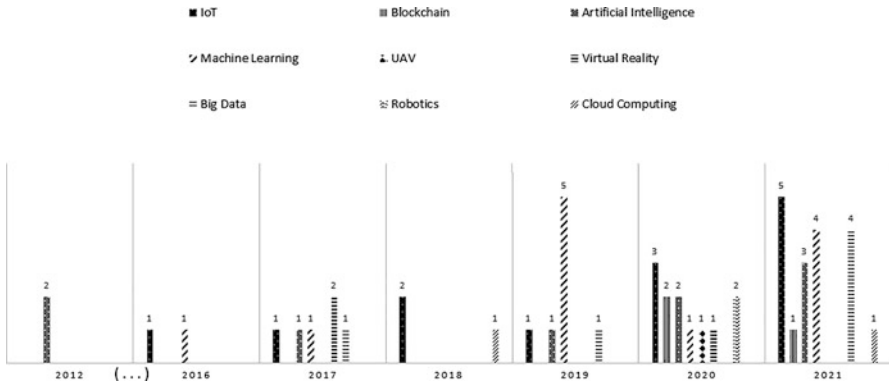 IoT Blockchain Artificial Intelligence
Machine Learning UAV Virtual Reality
Big Data Robotics Cloud Computing
5 5
4 4
3 3
2 2 2 2 2 2
1 1 1 1 1 1 1 1 1 1 1 1 1 1 1 1
2012 (...) 2016 2017 2018 2019 2020 2021